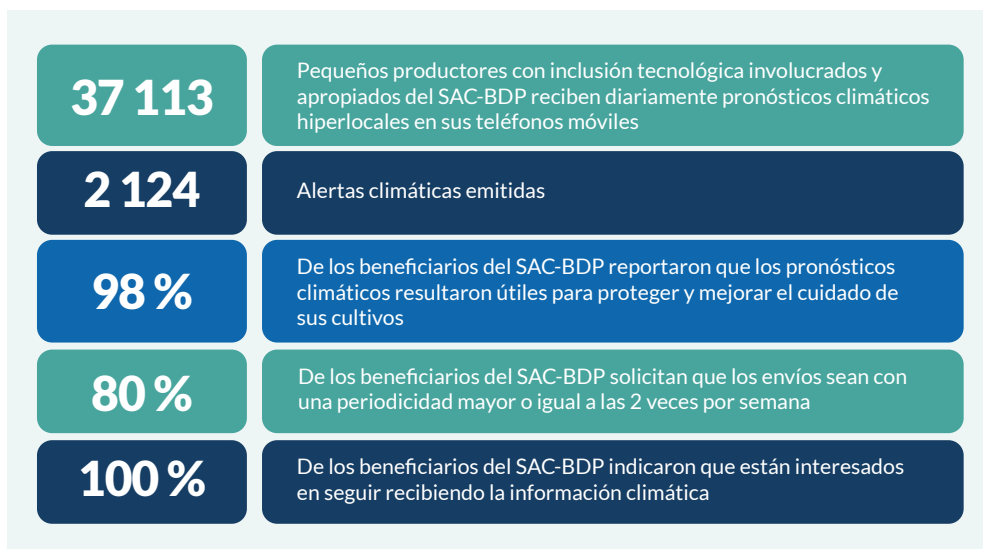 37 113
Pequeños productores con inclusión tecnológica involucrados y
apropiados del SAC-BDP reciben diariamente pronósticos climáticos
hiperlocales en sus teléfonos móviles
2 124
Alertas climáticas emitidas
98 %
De los beneficiarios del SAC-BDP reportaron que los pronósticos
climáticos resultaron útiles para proteger y mejorar el cuidado de
sus cultivos
80 %
De los beneficiarios del SAC-BDP solicitan que los envíos sean con
una periodicidad mayor o igual a las 2 veces por semana
100 %
De los beneficiarios del SAC-BDP indicaron que están interesados
en seguir recibiendo la información climática